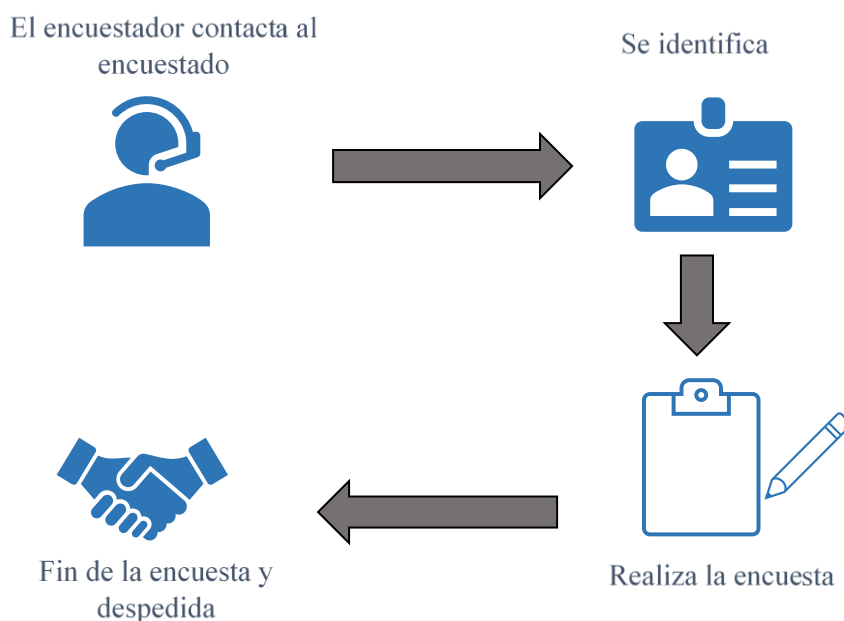 El encuestador contacta al
encuestado
Se identifica
Realiza la encuesta
Fin de la encuesta y
despedida